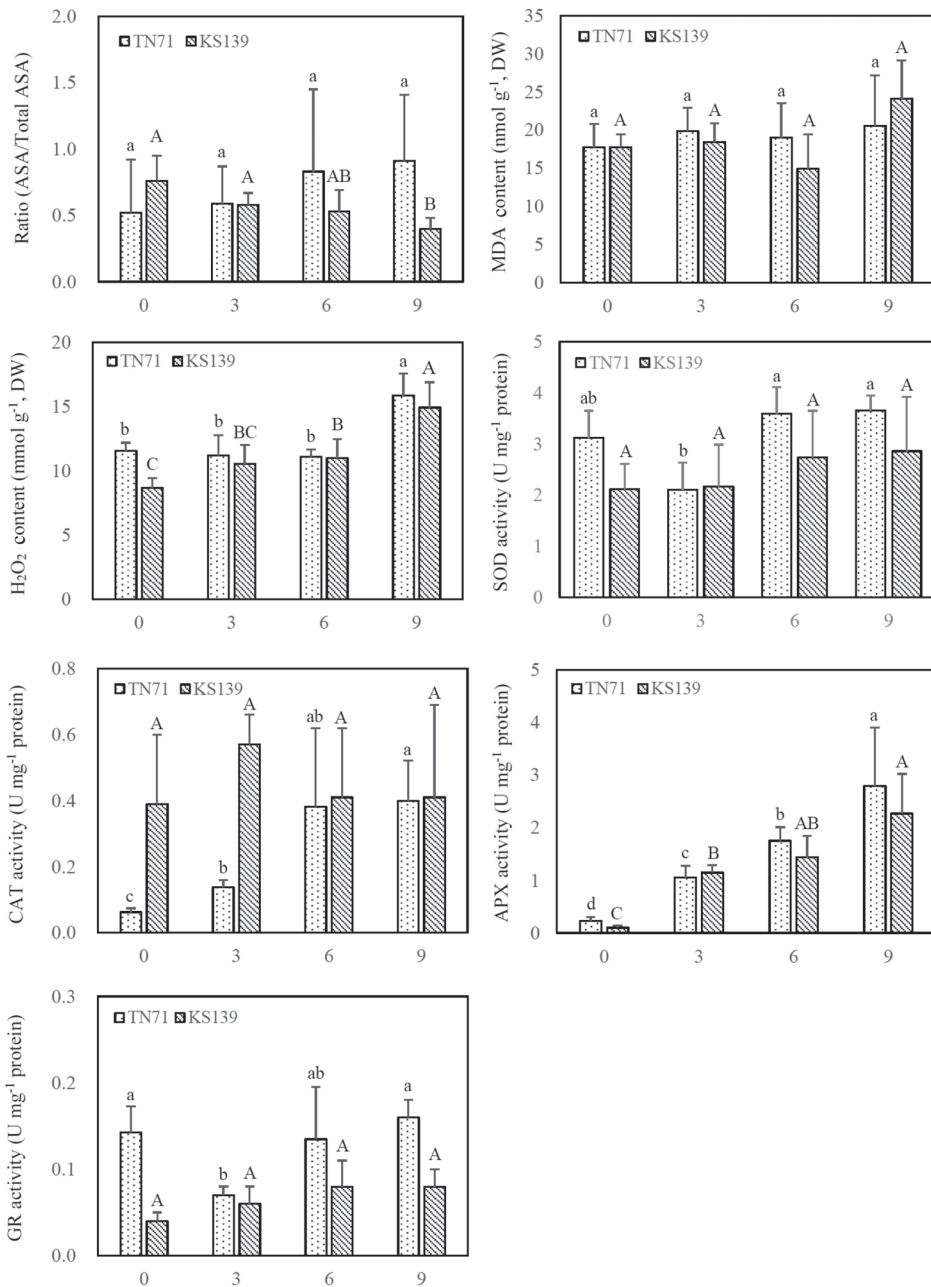 Ratio (ASA/Total ASA)
2.0
1.5
1.0
0.5
0.0
TN71 KS139
a A a A a AB a B
0 3 6 9
MDA content (nmol g⁻¹, DW)
35
30
25
20
15
10
5
0
TN71 KS139
a A a A a A a A
0 3 6 9
H₂O₂ content (mmol g⁻¹, DW)
20
15
10
5
0
TN71 KS139
b C b BC b B a A
0 3 6 9
SOD activity (U mg⁻¹ protein)
5
4
3
2
1
0
TN71 KS139
ab A b A a A a A
0 3 6 9
CAT activity (U mg⁻¹ protein)
0.8
0.6
0.4
0.2
0.0
TN71 KS139
c A b A ab A a A
0 3 6 9
APX activity (U mg⁻¹ protein)
5
4
3
2
1
0
TN71 KS139
d C c B b AB a A
0 3 6 9
GR activity (U mg⁻¹ protein)
0.3
0.2
0.1
0.0
TN71 KS139
a A b A ab A a A
0 3 6 9